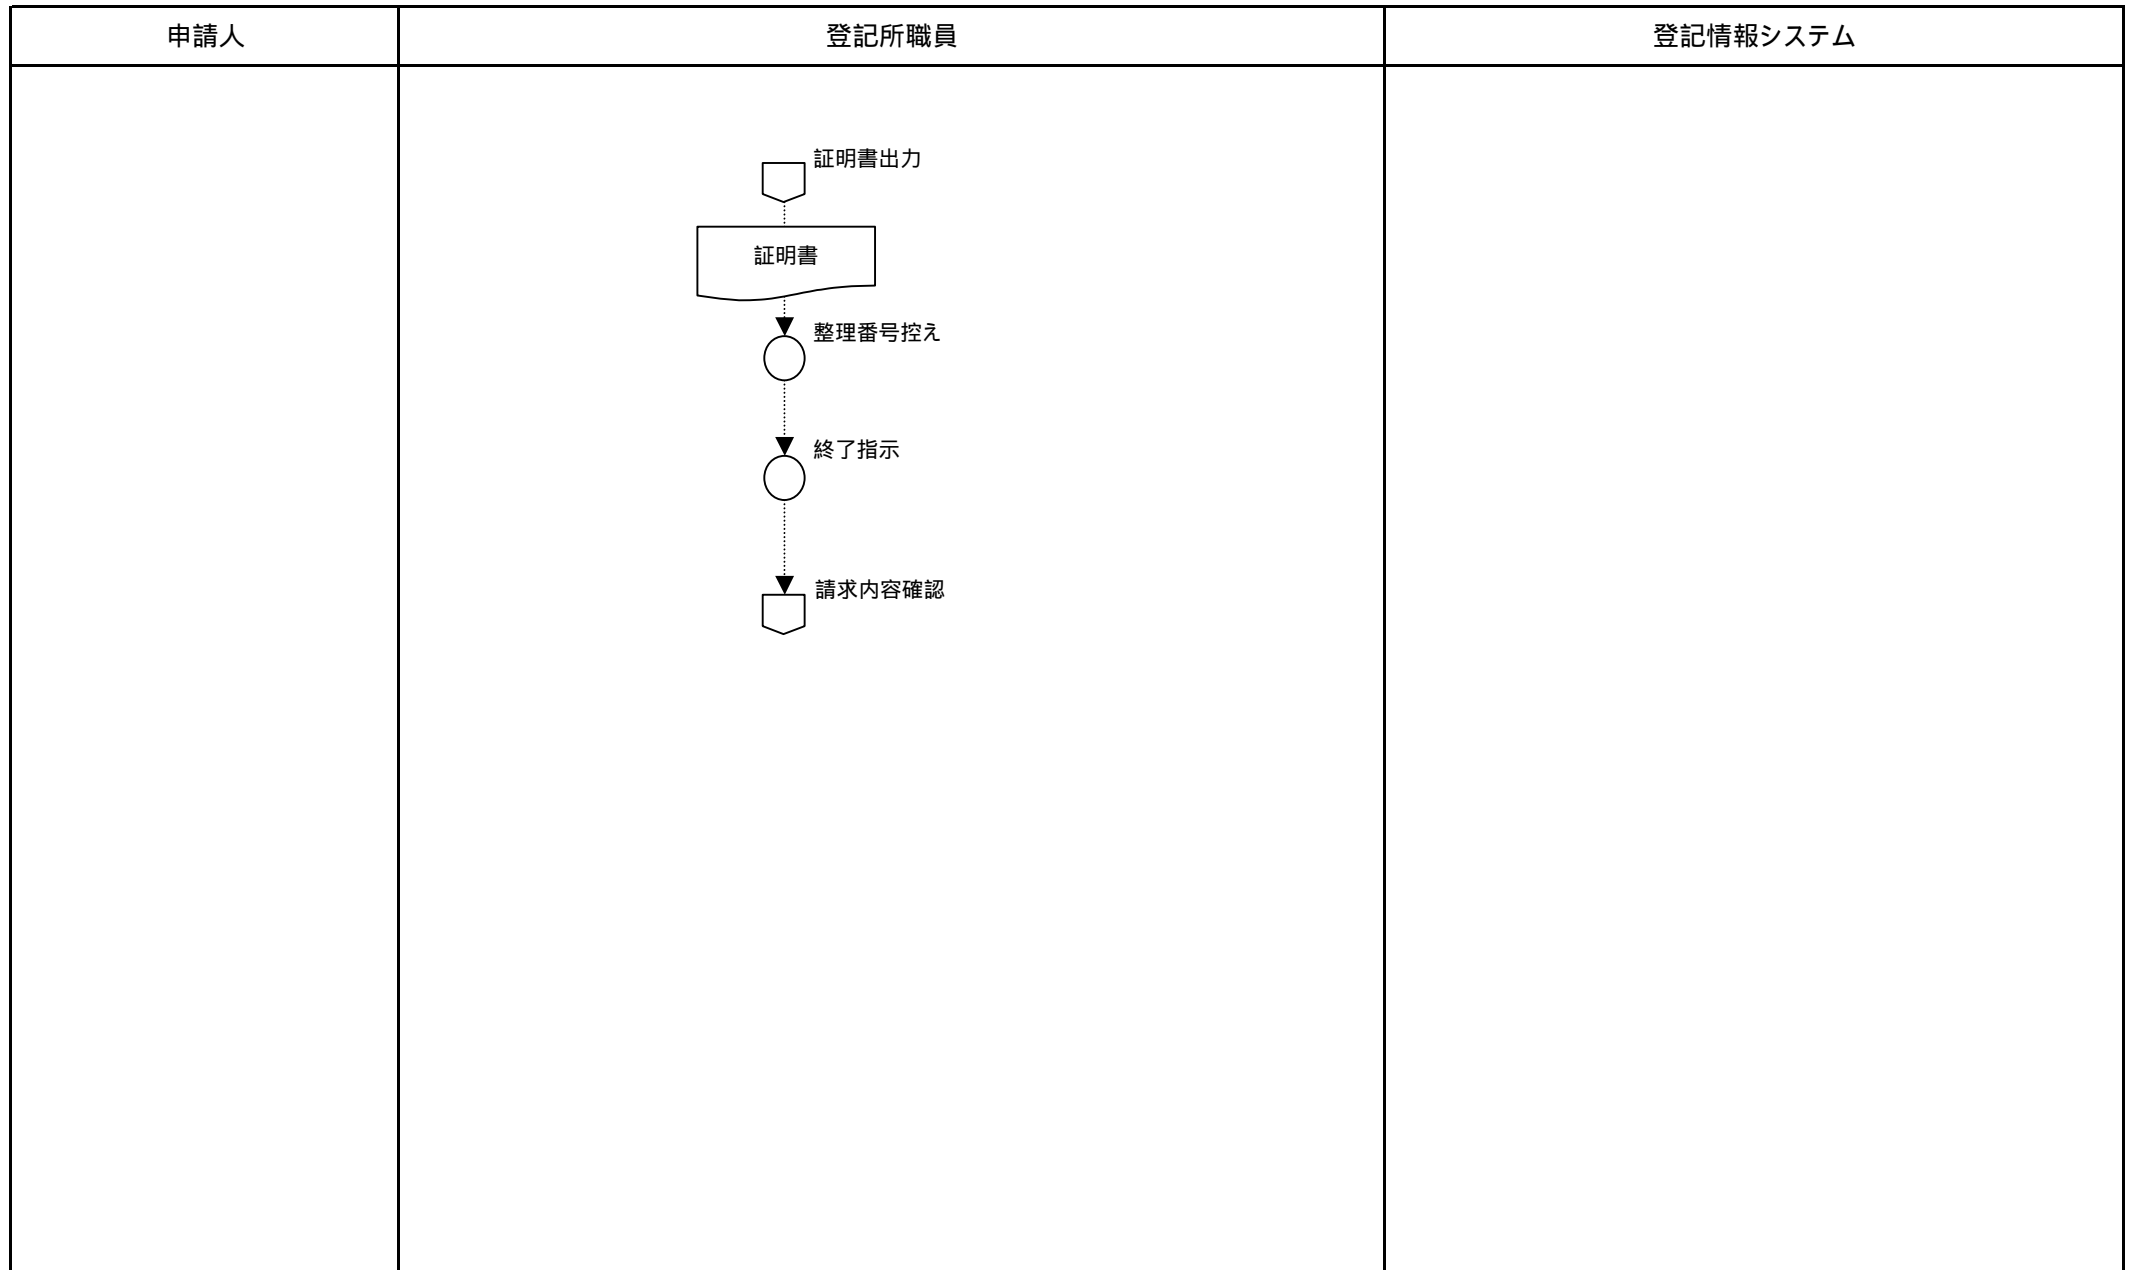 申請人
登記所職員
登記情報システム
証明書出力
証明書
整理番号控え
終了指示
請求内容確認